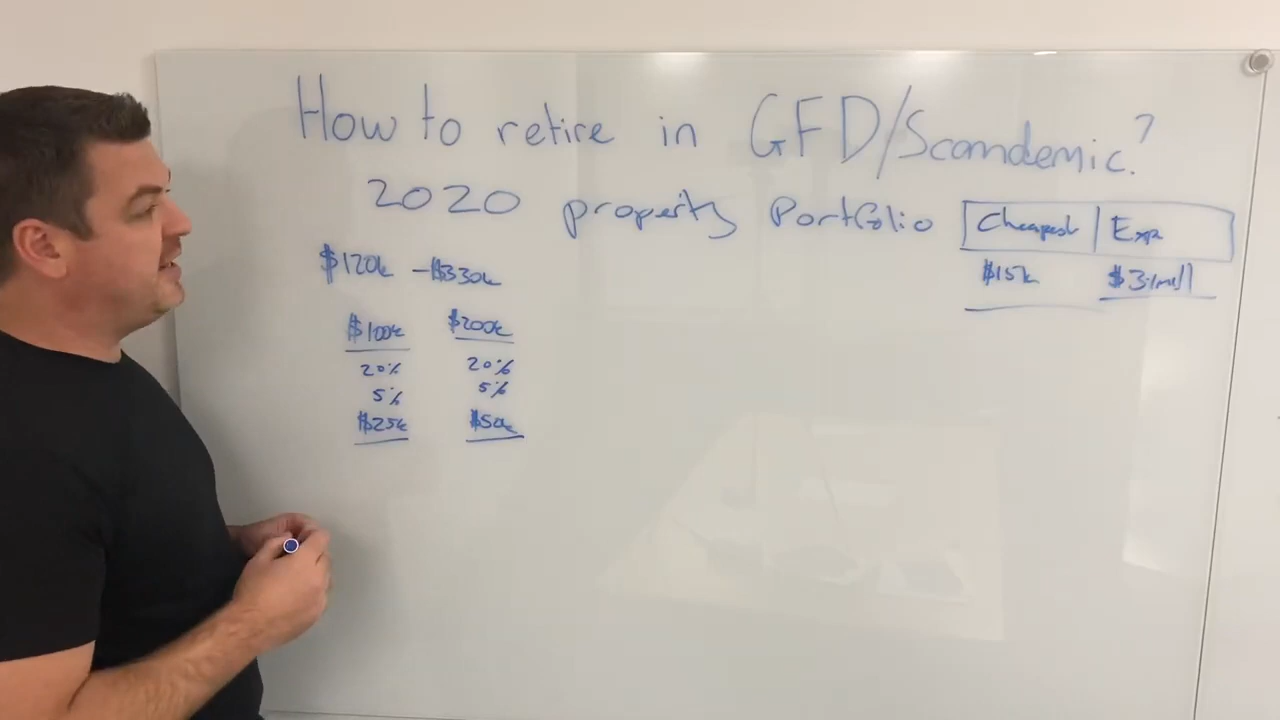 How to retire in GFD/Scamdemic?
2020 property Portfolio
Cheapest Exp
$15k $3.1mill
$120k - $330k
$100k $200k
20% 20%
5% 5%
$25k $50k